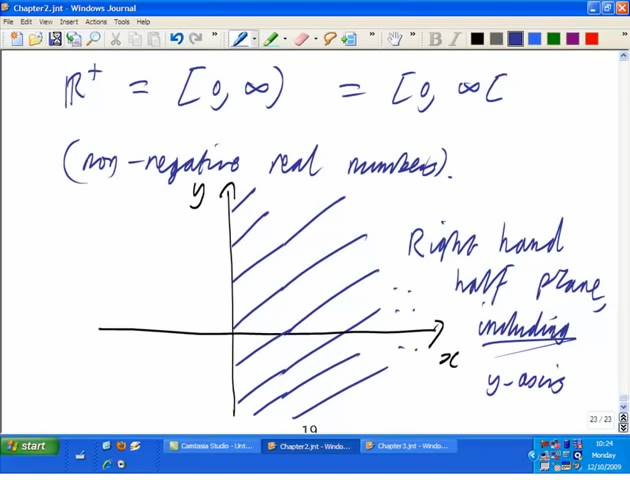 Chapter2.jnt - Windows Journal
File Edit View Insert Actions Tools Help
B I
ℝ⁺ = [0, ∞) = [0, ∞[
(non-negative real numbers).
y
Right hand
half plane,
including
x
y-axis
19
23 / 23
start
Camtasia Studio - Unt...
Chapter2.jnt - Windo...
Chapter3.jnt - Windo...
10:24
Monday
12/10/2009